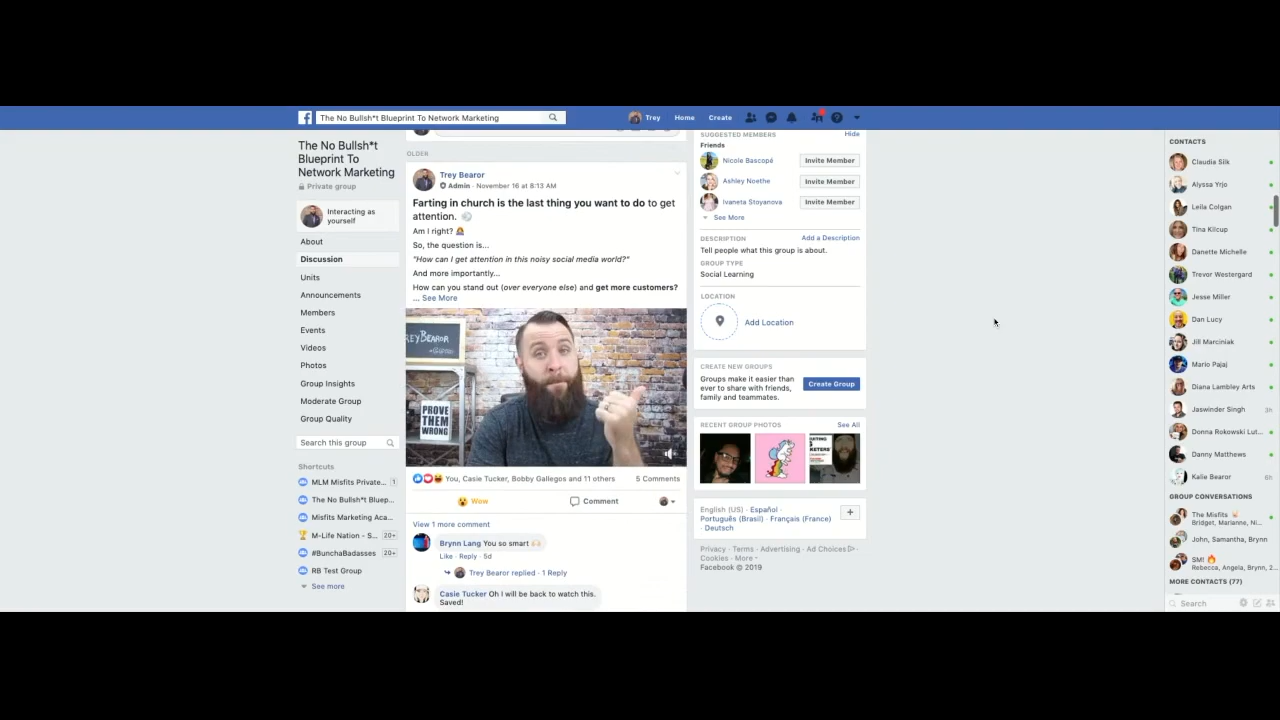 The No Bullsh*t Blueprint To Network Marketing
Trey
Home
Create
The No Bullsh*t
Blueprint To
Network Marketing
Private group
Interacting as
yourself
About
Discussion
Units
Announcements
Members
Events
Videos
Photos
Group Insights
Moderate Group
Group Quality
Search this group
Shortcuts
MLM Misfits Private... 1
The No Bullsh*t Bluep...
Misfits Marketing Aca...
M-Life Nation - S... 20+
#BunchaBadasses 20+
RB Test Group
See more
OLDER
Trey Bearor
Admin · November 16 at 8:13 AM
Farting in church is the last thing you want to do to get
attention.
Am I right?
So, the question is...
"How can I get attention in this noisy social media world?"
And more importantly...
How can you stand out (over everyone else) and get more customers?
... See More
TREYBEAROR
PROVE
THEM
WRONG
You, Casie Tucker, Bobby Gallegos and 11 others
5 Comments
Wow
Comment
View 1 more comment
Brynn Lang You so smart
Like · Reply · 5d
Trey Bearor replied · 1 Reply
Casie Tucker Oh I will be back to watch this.
Saved!
SUGGESTED MEMBERS
Hide
Friends
Nicole Bascopé
Invite Member
Ashley Noethe
Invite Member
Ivaneta Stoyanova
Invite Member
See More
DESCRIPTION
Add a Description
Tell people what this group is about.
GROUP TYPE
Social Learning
LOCATION
Add Location
CREATE NEW GROUPS
Groups make it easier than
ever to share with friends,
family and teammates.
Create Group
RECENT GROUP PHOTOS
See All
English (US) · Español ·
Português (Brasil) · Français (France)
· Deutsch
Privacy · Terms · Advertising · Ad Choices ·
Cookies · More
Facebook © 2019
CONTACTS
Claudia Silk
Alyssa Yrjo
Leila Colgan
Tina Kilcup
Danette Michelle
Trevor Westergard
Jesse Miller
Dan Lucy
Jill Marciniak
Mario Pajaj
Diana Lambley Arts
Jaswinder Singh 3h
Donna Rokowski Lut...
Danny Matthews
Kalie Bearor 6h
GROUP CONVERSATIONS
The Misfits
Bridget, Marianne, Ni...
John, Samantha, Brynn
SM!
Rebecca, Angela, Brynn, 2...
MORE CONTACTS (77)
Search